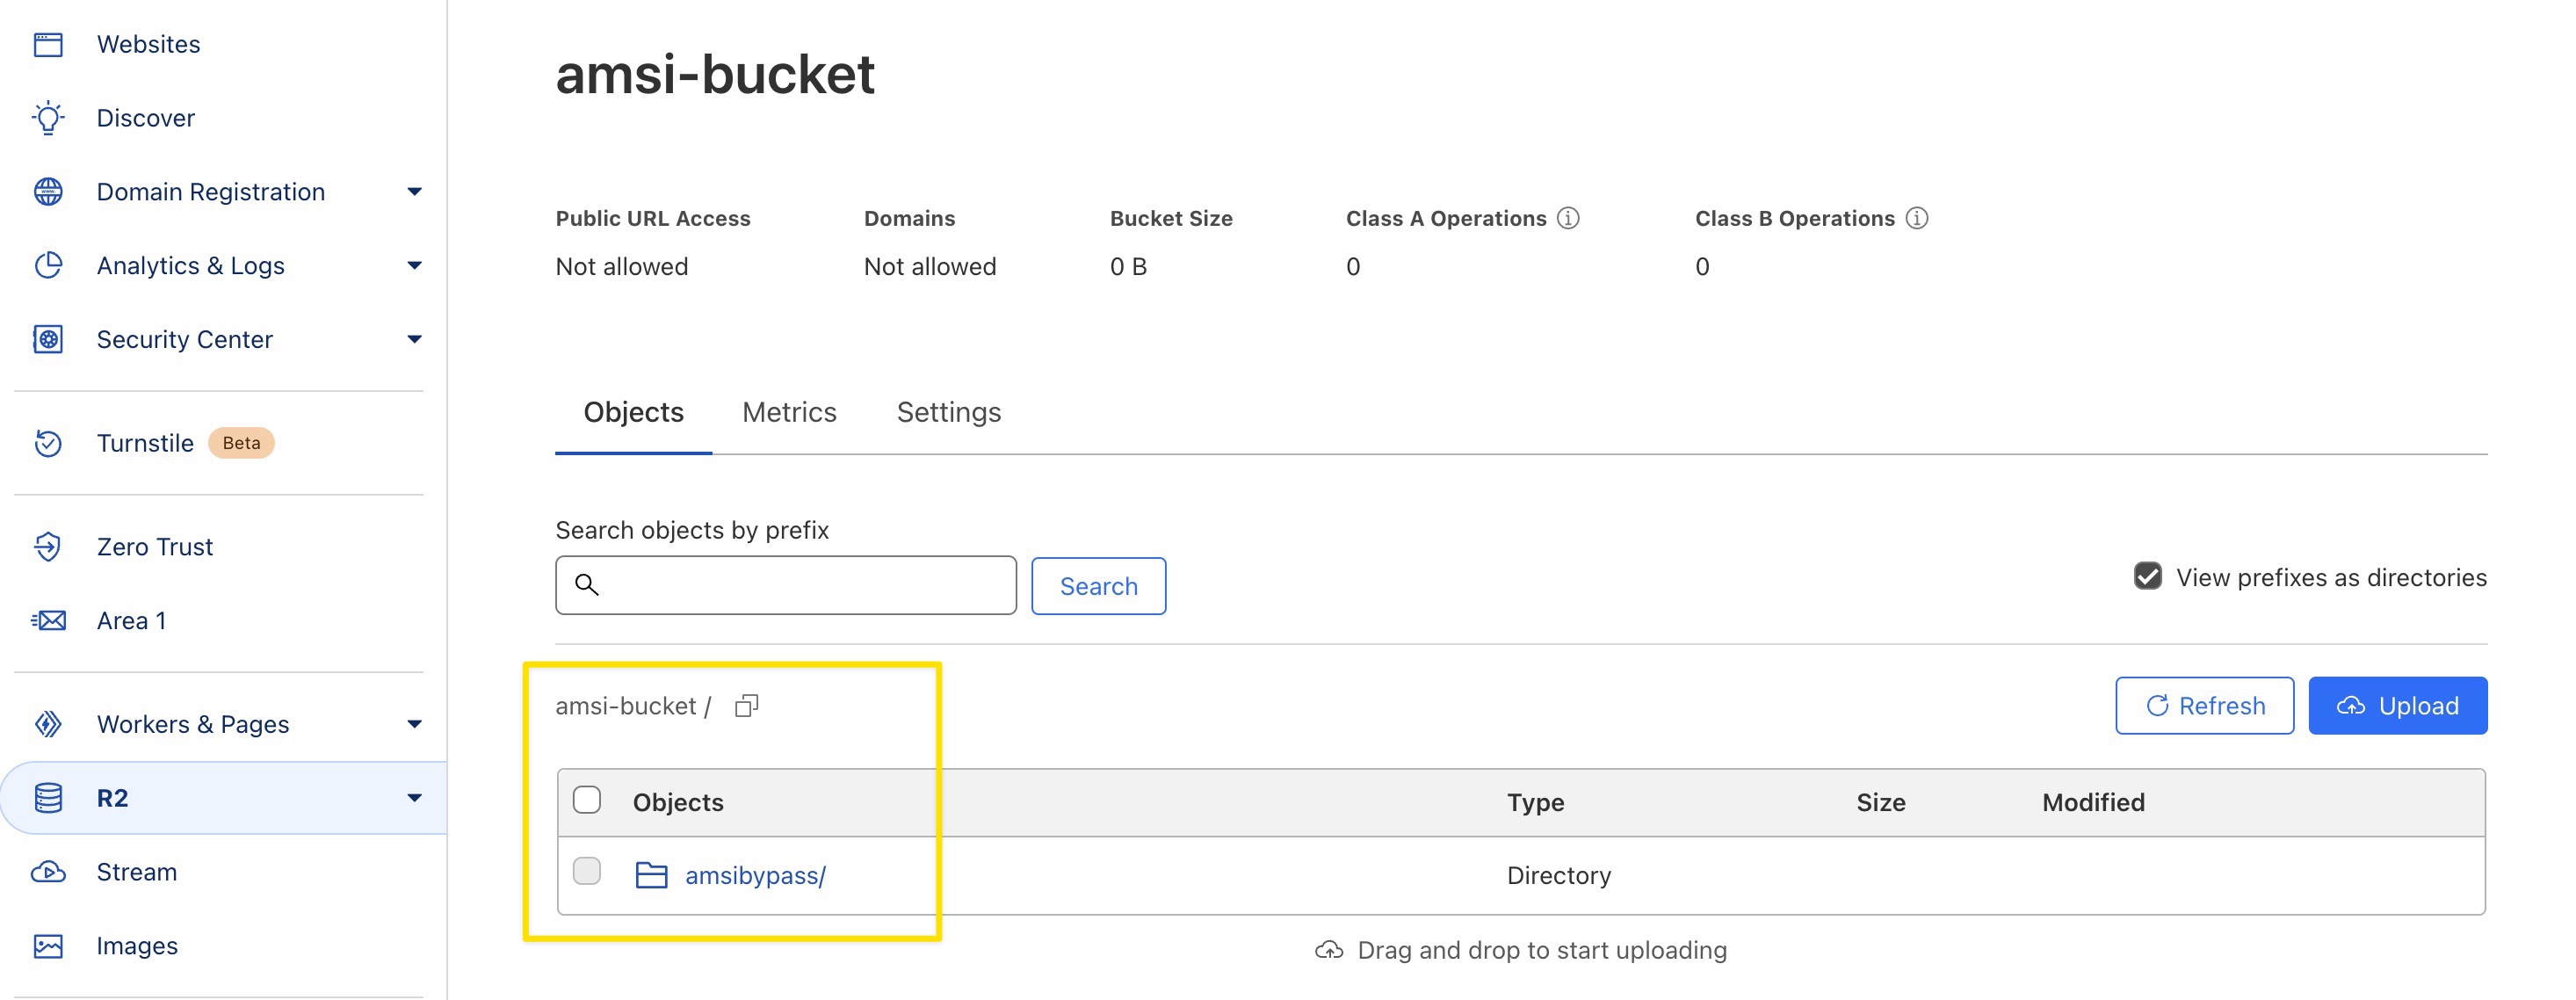 Websites
Discover
Domain Registration
Analytics & Logs
Security Center
Turnstile Beta
Zero Trust
Area 1
Workers & Pages
R2
Stream
Images
amsi-bucket
Public URL Access Domains Bucket Size Class A Operations Class B Operations
Not allowed Not allowed 0 B 0 0
Objects Metrics Settings
Search objects by prefix
Search View prefixes as directories
amsi-bucket / Refresh Upload
Objects Type Size Modified
amsibypass/ Directory
Drag and drop to start uploading